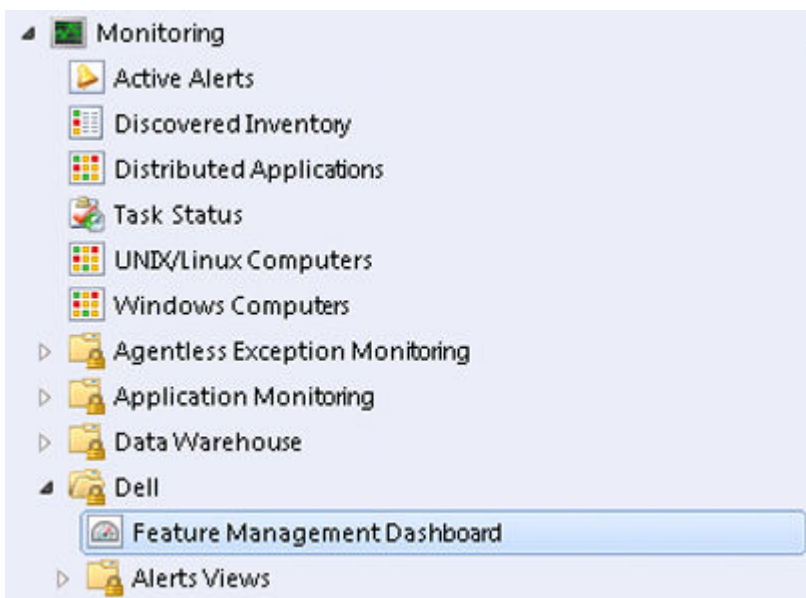 Monitoring
Active Alerts
Discovered Inventory
Distributed Applications
Task Status
UNIX/Linux Computers
Windows Computers
Agentless Exception Monitoring
Application Monitoring
Data Warehouse
Dell
Feature Management Dashboard
Alerts Views